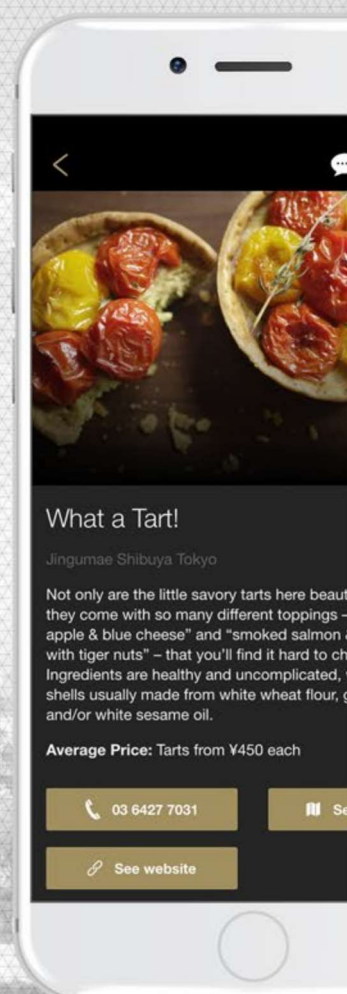 What a Tart!
Jingumae Shibuya Tokyo
Not only are the little savory tarts here
they come with so many different toppings –
apple & blue cheese” and “smoked salmon
with tiger nuts” – that you’ll find it hard to
Ingredients are healthy and uncomplicated,
shells usually made from white wheat flour,
and/or white sesame oil.
Average Price: Tarts from ¥450 each
03 6427 7031
See website